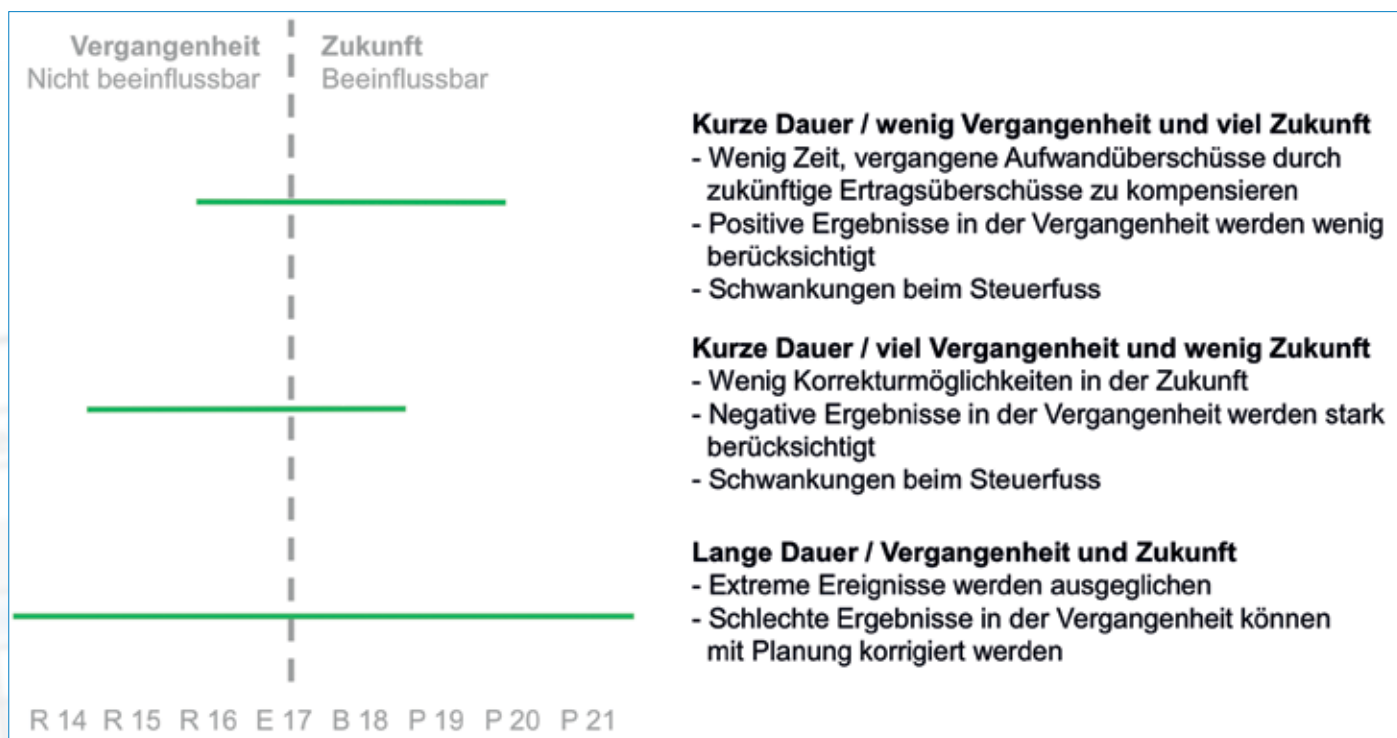 Vergangenheit
Nicht beeinflussbar
Zukunft
Beeinflussbar
Kurze Dauer / wenig Vergangenheit und viel Zukunft
- Wenig Zeit, vergangene Aufwandüberschüsse durch
zukünftige Ertragsüberschüsse zu kompensieren
- Positive Ergebnisse in der Vergangenheit werden wenig
berücksichtigt
- Schwankungen beim Steuerfuss
Kurze Dauer / viel Vergangenheit und wenig Zukunft
- Wenig Korrekturmöglichkeiten in der Zukunft
- Negative Ergebnisse in der Vergangenheit werden stark
berücksichtigt
- Schwankungen beim Steuerfuss
Lange Dauer / Vergangenheit und Zukunft
- Extreme Ereignisse werden ausgeglichen
- Schlechte Ergebnisse in der Vergangenheit können
mit Planung korrigiert werden
R 14 R 15 R 16 E 17 B 18 P 19 P 20 P 21